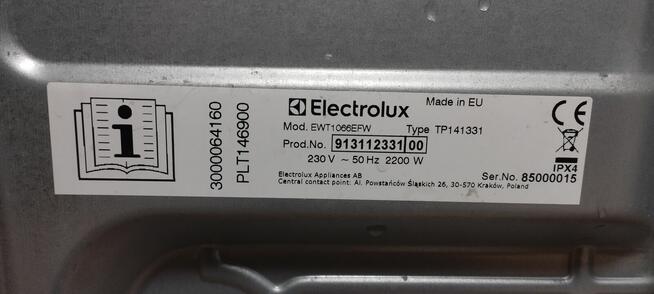 3000064160
PLT146900
Electrolux
Made in EU
Mod. EWT1066EFW Type TP141331
Prod.No. 913112331 00
230 V ~ 50 Hz 2200 W
IPX4
Electrolux Appliances AB
Ser.No. 85000015
Central contact point: Al. Powstańców Śląskich 26, 30-570 Kraków, Poland